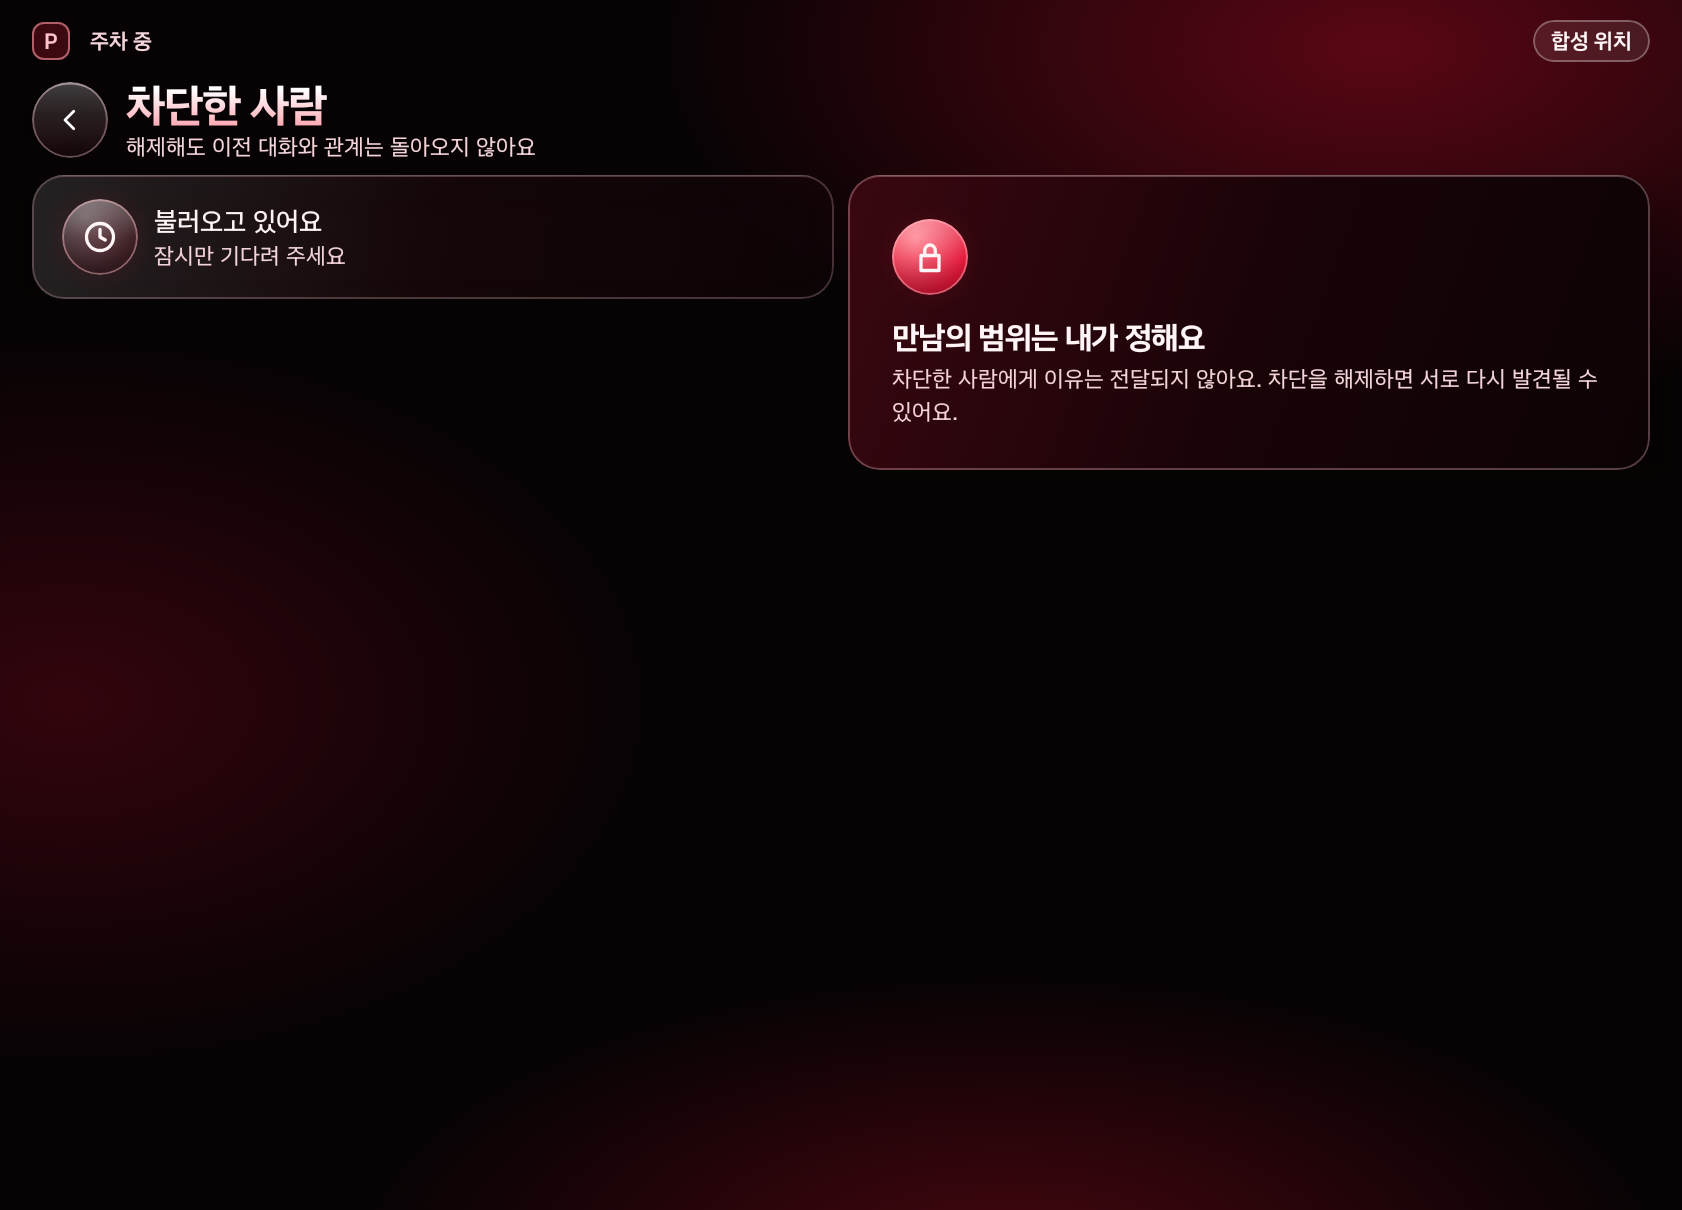 P 주차 중
합성 위치
차단한 사람
해제해도 이전 대화와 관계는 돌아오지 않아요
불러오고 있어요
잠시만 기다려 주세요
만남의 범위는 내가 정해요
차단한 사람에게 이유는 전달되지 않아요. 차단을 해제하면 서로 다시 발견될 수
있어요.